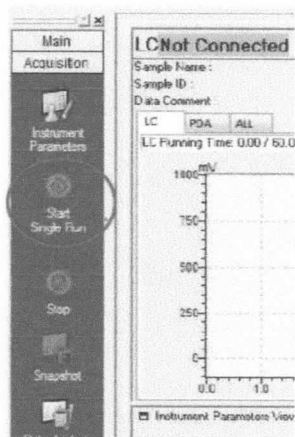 Main
Acquisition
Instrument
Parameters
Start
Single Run
Stop
Snapshot
LCNot Connected
Sample Name :
Sample ID :
Data Comment
LC PDA ALL
LC Running Time: 0.00 / 60.0
mV
1000
750
500
250
0
0.0 1.0
Instrument Parameters View